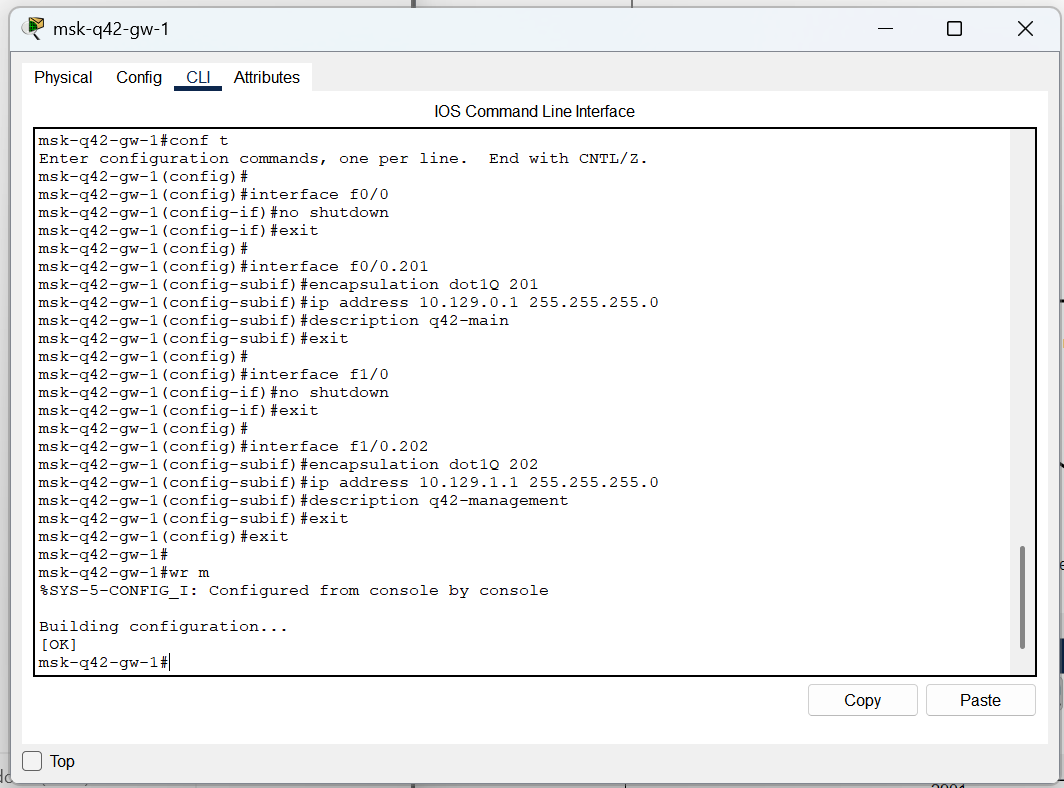 msk-q42-gw-1
Physical Config CLI Attributes
IOS Command Line Interface
msk-q42-gw-1#conf t
Enter configuration commands, one per line.  End with CNTL/Z.
msk-q42-gw-1(config)#
msk-q42-gw-1(config)#interface f0/0
msk-q42-gw-1(config-if)#no shutdown
msk-q42-gw-1(config-if)#exit
msk-q42-gw-1(config)#
msk-q42-gw-1(config)#interface f0/0.201
msk-q42-gw-1(config-subif)#encapsulation dot1Q 201
msk-q42-gw-1(config-subif)#ip address 10.129.0.1 255.255.255.0
msk-q42-gw-1(config-subif)#description q42-main
msk-q42-gw-1(config-subif)#exit
msk-q42-gw-1(config)#
msk-q42-gw-1(config)#interface f1/0
msk-q42-gw-1(config-if)#no shutdown
msk-q42-gw-1(config-if)#exit
msk-q42-gw-1(config)#
msk-q42-gw-1(config)#interface f1/0.202
msk-q42-gw-1(config-subif)#encapsulation dot1Q 202
msk-q42-gw-1(config-subif)#ip address 10.129.1.1 255.255.255.0
msk-q42-gw-1(config-subif)#description q42-management
msk-q42-gw-1(config-subif)#exit
msk-q42-gw-1(config)#exit
msk-q42-gw-1#
msk-q42-gw-1#wr m
%SYS-5-CONFIG_I: Configured from console by console
Building configuration...
[OK]
msk-q42-gw-1#
Copy Paste
Top